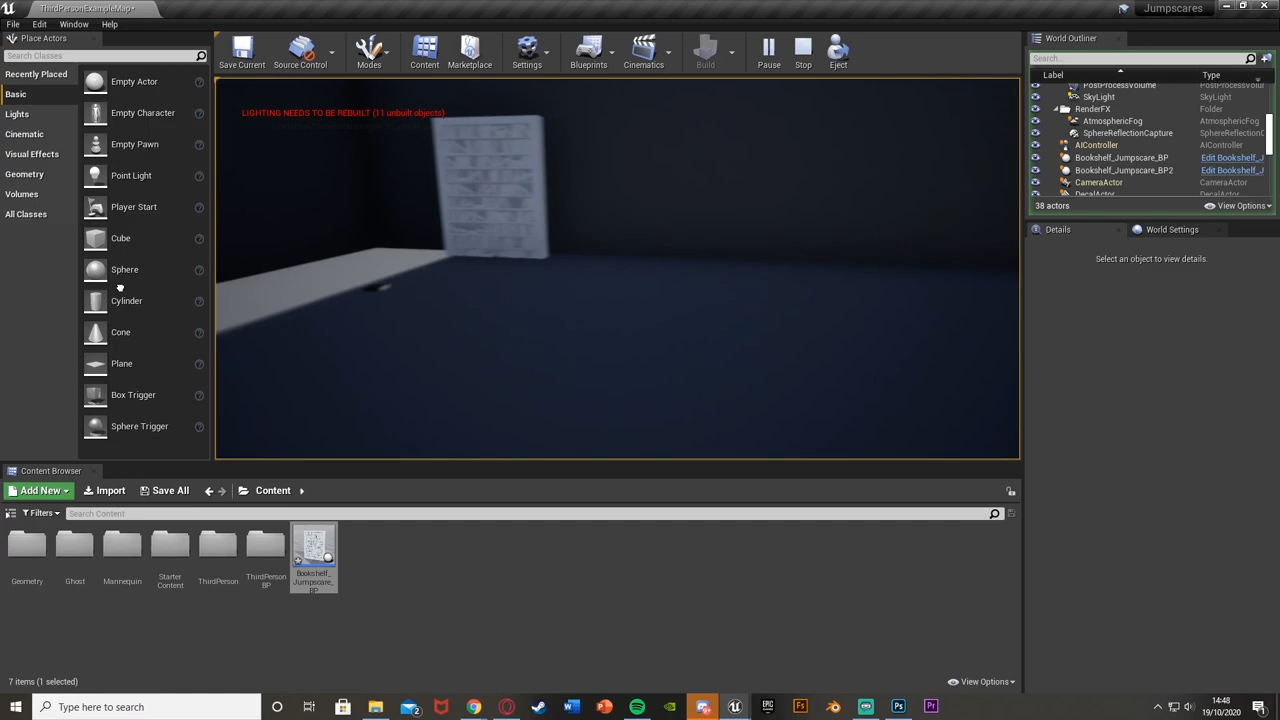 ThirdPersonExampleMap*
Jumpscares
File Edit Window Help
Place Actors
Search Classes
Recently Placed
Basic
Lights
Cinematic
Visual Effects
Geometry
Volumes
All Classes
Empty Actor
Empty Character
Empty Pawn
Point Light
Player Start
Cube
Sphere
Cylinder
Cone
Plane
Box Trigger
Sphere Trigger
Save Current
Source Control
Modes
Content
Marketplace
Settings
Blueprints
Cinematics
Build
Pause
Stop
Eject
LIGHTING NEEDS TO BE REBUILT (11 unbuilt objects)
World Outliner
Search...
Label Type
PostProcessVolume PostProcessVolu
SkyLight SkyLight
RenderFX Folder
AtmosphericFog AtmosphericFog
SphereReflectionCapture SphereReflectionC
AIController AIController
Bookshelf_Jumpscare_BP Edit Bookshelf_J
Bookshelf_Jumpscare_BP2 Edit Bookshelf_J
CameraActor CameraActor
DecalActor DecalActor
38 actors View Options
Details World Settings
Select an object to view details.
Content Browser
Add New Import Save All Content
Filters Search Content
Geometry
Ghost
Mannequin
Starter
Content
ThirdPerson
ThirdPerson
BP
Bookshelf_
Jumpscare_
BP
7 items (1 selected)
View Options
Type here to search
14:48
19/10/2020